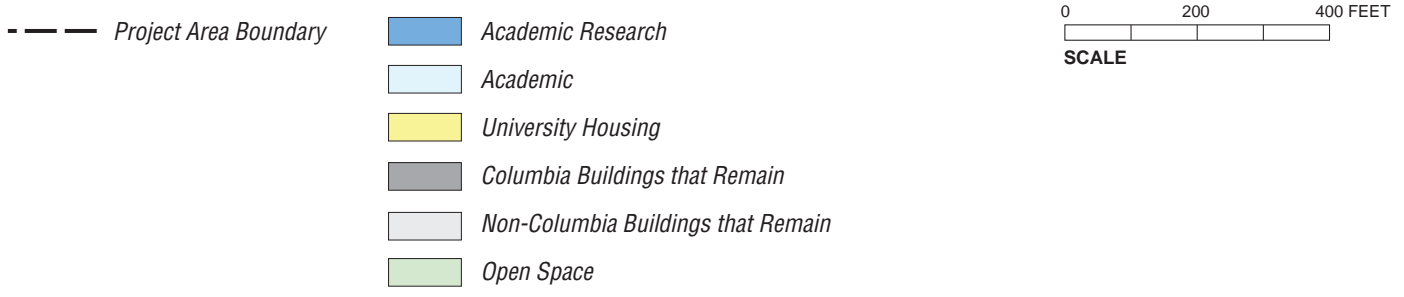 Project Area Boundary
Academic Research
Academic
University Housing
Columbia Buildings that Remain
Non-Columbia Buildings that Remain
Open Space
0 200 400 FEET
SCALE